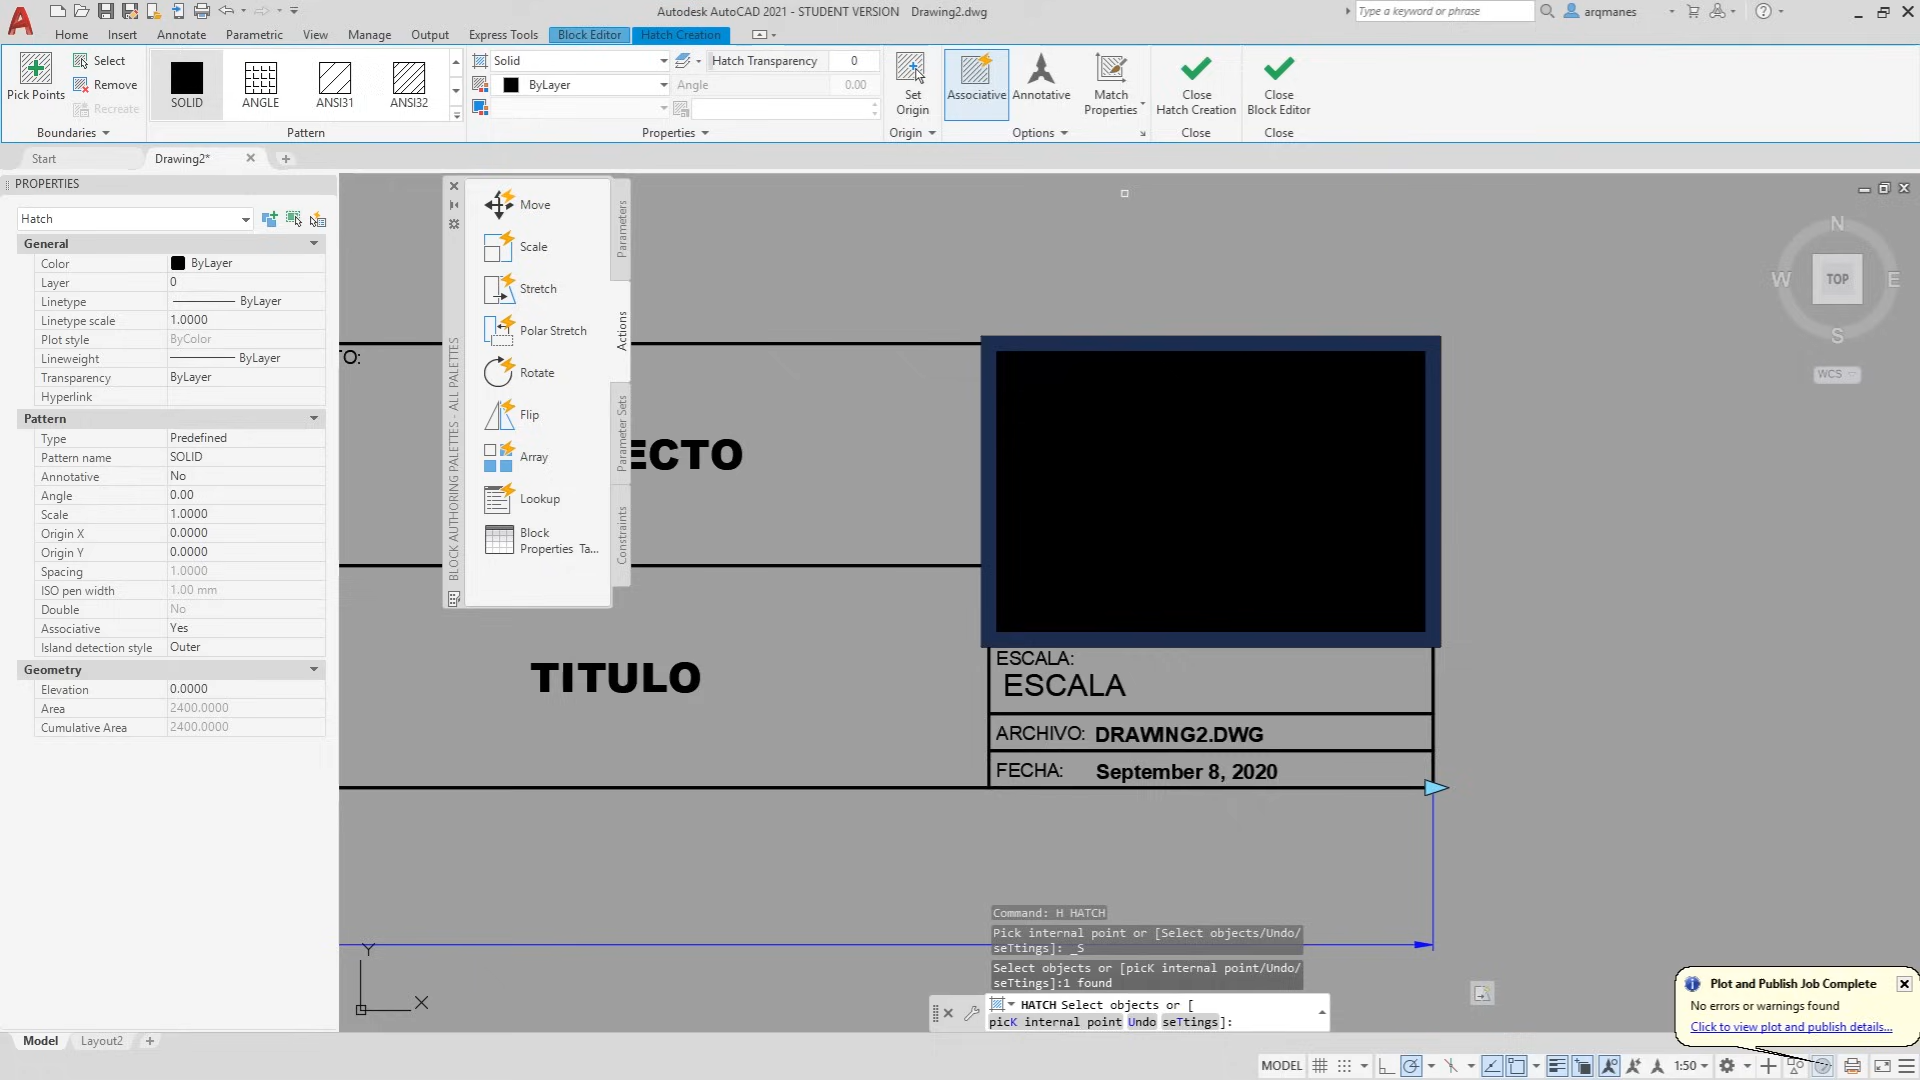 Autodesk AutoCAD 2021 - STUDENT VERSION Drawing2.dwg
Type a keyword or phrase
arqmanes
Home Insert Annotate Parametric View Manage Output Express Tools Block Editor Hatch Creation
Pick Points
Select
Remove
Recreate
Boundaries
SOLID ANGLE ANSI31 ANSI32
Pattern
Solid
ByLayer
Hatch Transparency 0
Angle 0.00
Properties
Set Origin
Origin
Associative
Annotative
Match Properties
Options
Close Hatch Creation
Close
Close Block Editor
Close
Start Drawing2*
PROPERTIES
Hatch
General
Color ByLayer
Layer 0
Linetype ByLayer
Linetype scale 1.0000
Plot style ByColor
Lineweight ByLayer
Transparency ByLayer
Hyperlink
Pattern
Type Predefined
Pattern name SOLID
Annotative No
Angle 0.00
Scale 1.0000
Origin X 0.0000
Origin Y 0.0000
Spacing 1.0000
ISO pen width 1.00 mm
Double No
Associative Yes
Island detection style Outer
Geometry
Elevation 0.0000
Area 2400.0000
Cumulative Area 2400.0000
BLOCK AUTHORING PALETTES - ALL PALETTES
Move
Scale
Stretch
Polar Stretch
Rotate
Flip
Array
Lookup
Block
Properties Ta...
Parameters
Actions
Parameter Sets
Constraints
TO:
ECTO
TITULO
ESCALA:
ESCALA
ARCHIVO: DRAWING2.DWG
FECHA: September 8, 2020
N
W TOP E
S
WCS
Y
X
Command: H HATCH
Pick internal point or [Select objects/Undo/
seTtings]: _S
Select objects or [picK internal point/Undo/
seTtings]:1 found
HATCH Select objects or [
picK internal point Undo seTtings]:
Plot and Publish Job Complete
No errors or warnings found
Click to view plot and publish details...
Model Layout2
MODEL 1:50